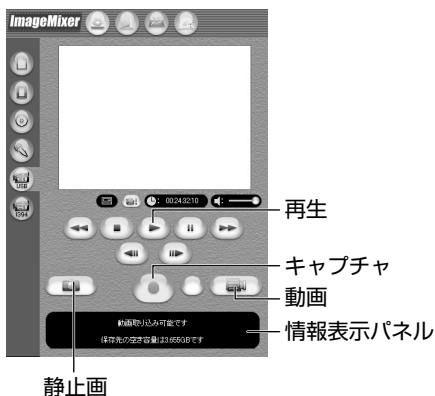 ImageMixer
USB
1394
00:24:32:10
再生
キャプチャ
動画
動画取り込み可能です
保存先の空き容量は3.655GBです
情報表示パネル
静止画